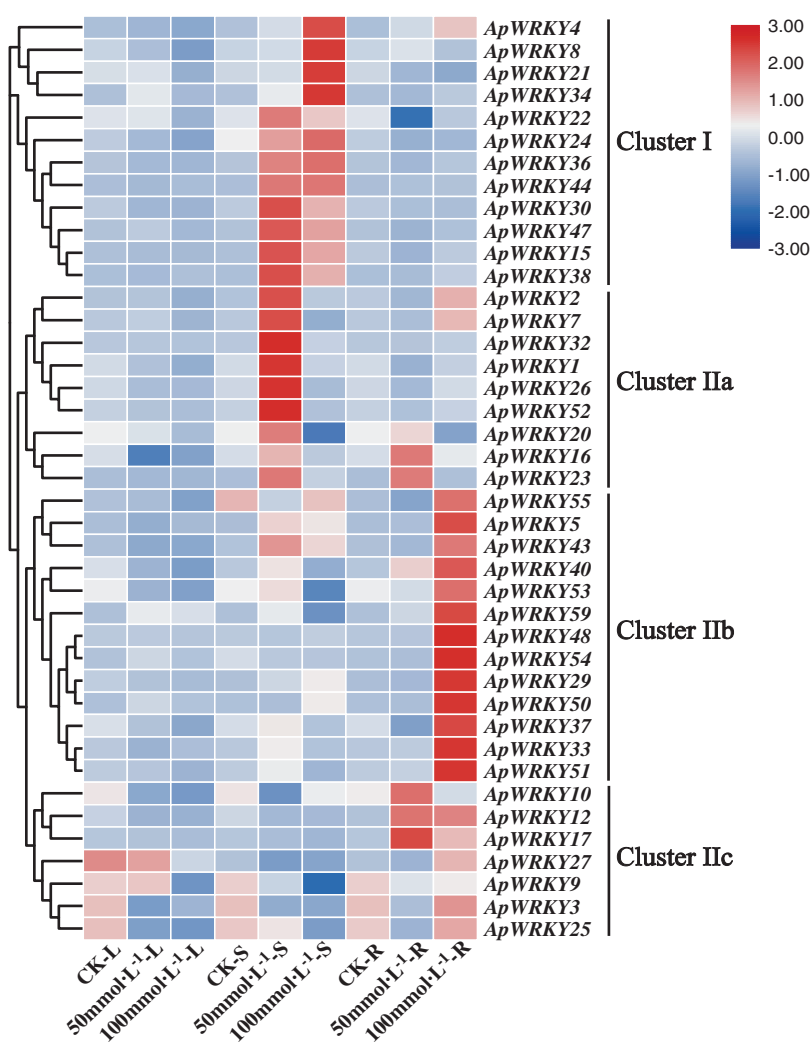 ApWRKY4
ApWRKY8
ApWRKY21
ApWRKY34
ApWRKY22
ApWRKY24
ApWRKY36
ApWRKY44
ApWRKY30
ApWRKY47
ApWRKY15
ApWRKY38
ApWRKY2
ApWRKY7
ApWRKY32
ApWRKY1
ApWRKY26
ApWRKY52
ApWRKY20
ApWRKY16
ApWRKY23
ApWRKY55
ApWRKY5
ApWRKY43
ApWRKY40
ApWRKY53
ApWRKY59
ApWRKY48
ApWRKY54
ApWRKY29
ApWRKY50
ApWRKY37
ApWRKY33
ApWRKY51
ApWRKY10
ApWRKY12
ApWRKY17
ApWRKY27
ApWRKY9
ApWRKY3
ApWRKY25
Cluster I
Cluster IIa
Cluster IIb
Cluster IIc
3.00
2.00
1.00
0.00
-1.00
-2.00
-3.00
CK-L
50mmol·L⁻¹-L
100mmol·L⁻¹-L
CK-S
50mmol·L⁻¹-S
100mmol·L⁻¹-S
CK-R
50mmol·L⁻¹-R
100mmol·L⁻¹-R